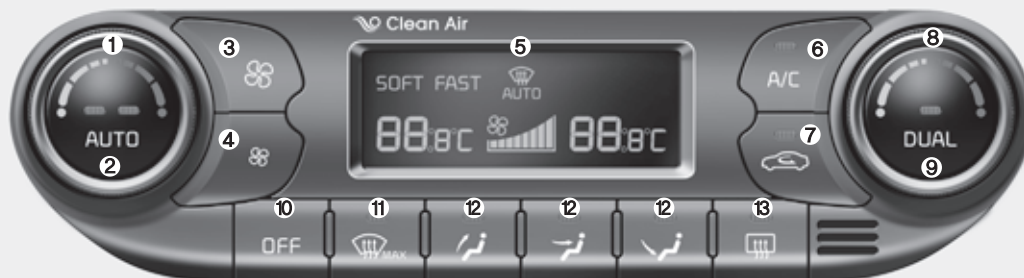 Clean Air
① ③ ⑤ ⑥ ⑧
SOFT FAST
AUTO
A/C
AUTO
② ④
88.8°C 88.8°C
⑦
DUAL
⑨
⑩ ⑪ ⑫ ⑫ ⑫ ⑬
OFF MAX